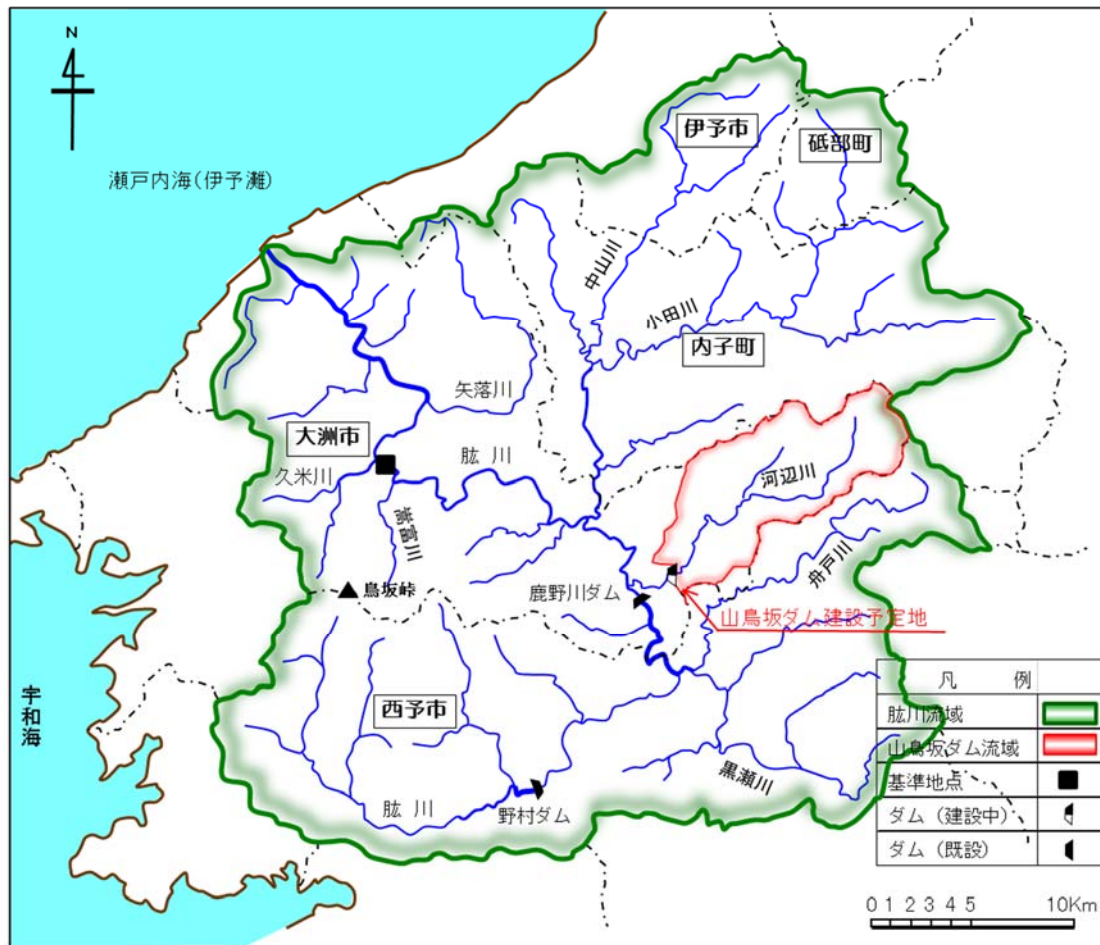 N
伊予市
砥部町
瀬戸内海(伊予灘)
中山川
小田川
内子町
矢落川
大洲市
肱 川
久米川
河辺川
嵩富川
舟戸川
鳥坂峠
鹿野川ダム
山鳥坂ダム建設予定地
宇和海
西予市
黒瀬川
肱 川
野村ダム
凡 例
肱川流域
山鳥坂ダム流域
基準地点
ダム（建設中）
ダム（既設）
0 1 2 3 4 5 10Km